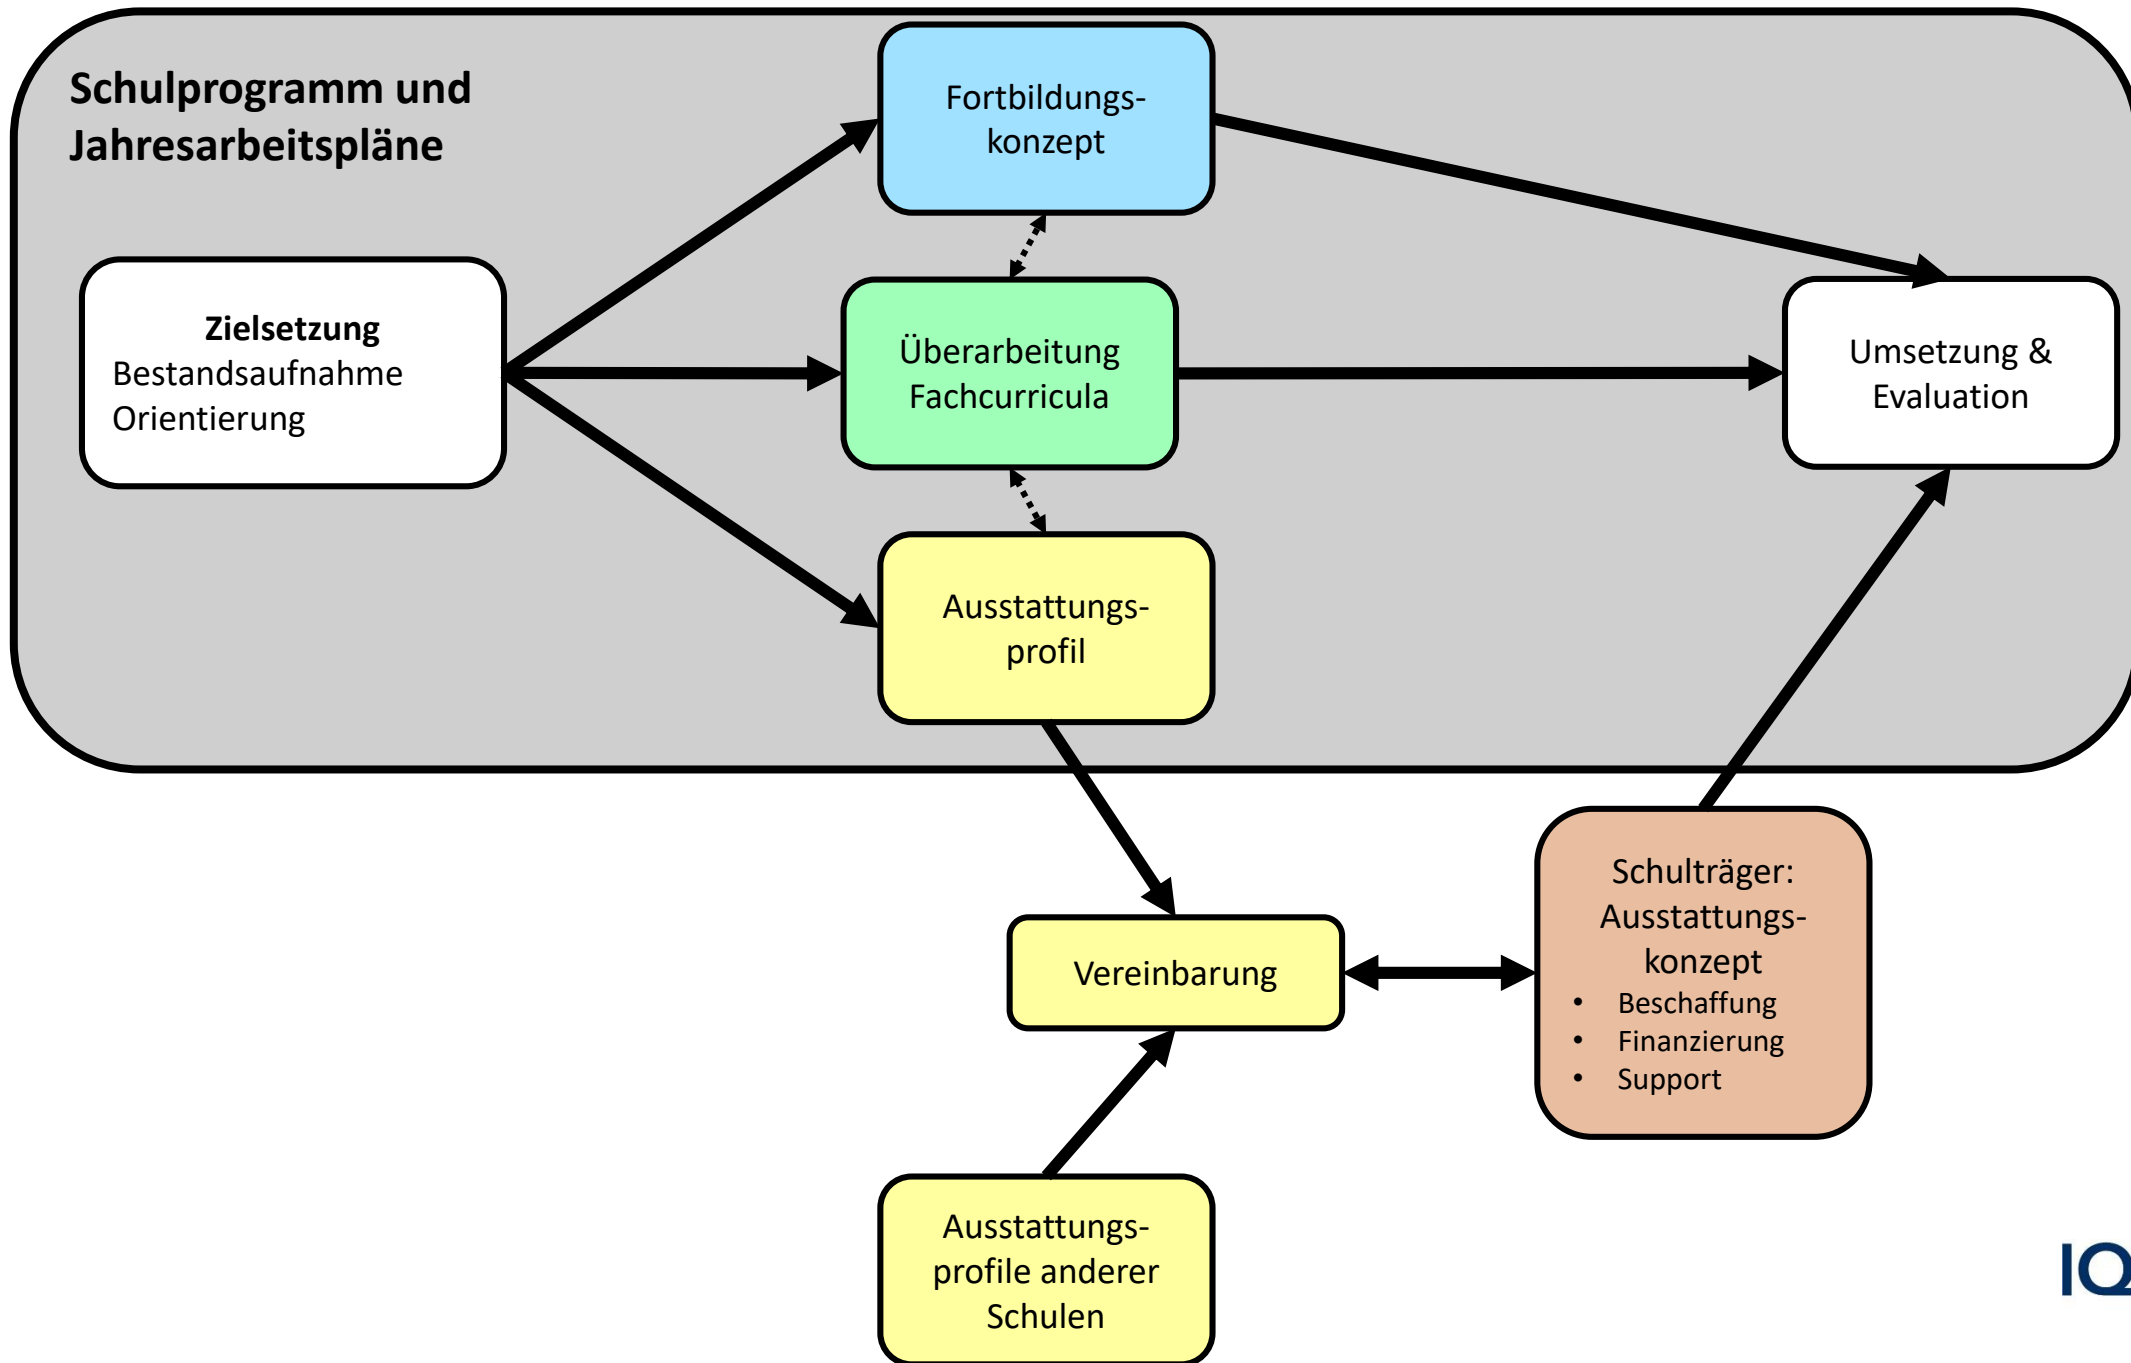 Schulprogramm und
Jahresarbeitspläne
Fortbildungs-
konzept
Zielsetzung
Bestandsaufnahme
Orientierung
Überarbeitung
Fachcurricula
Umsetzung &
Evaluation
Ausstattungs-
profil
Schulträger:
Ausstattungs-
konzept
• Beschaffung
• Finanzierung
• Support
Vereinbarung
Ausstattungs-
profile anderer
Schulen
IQ